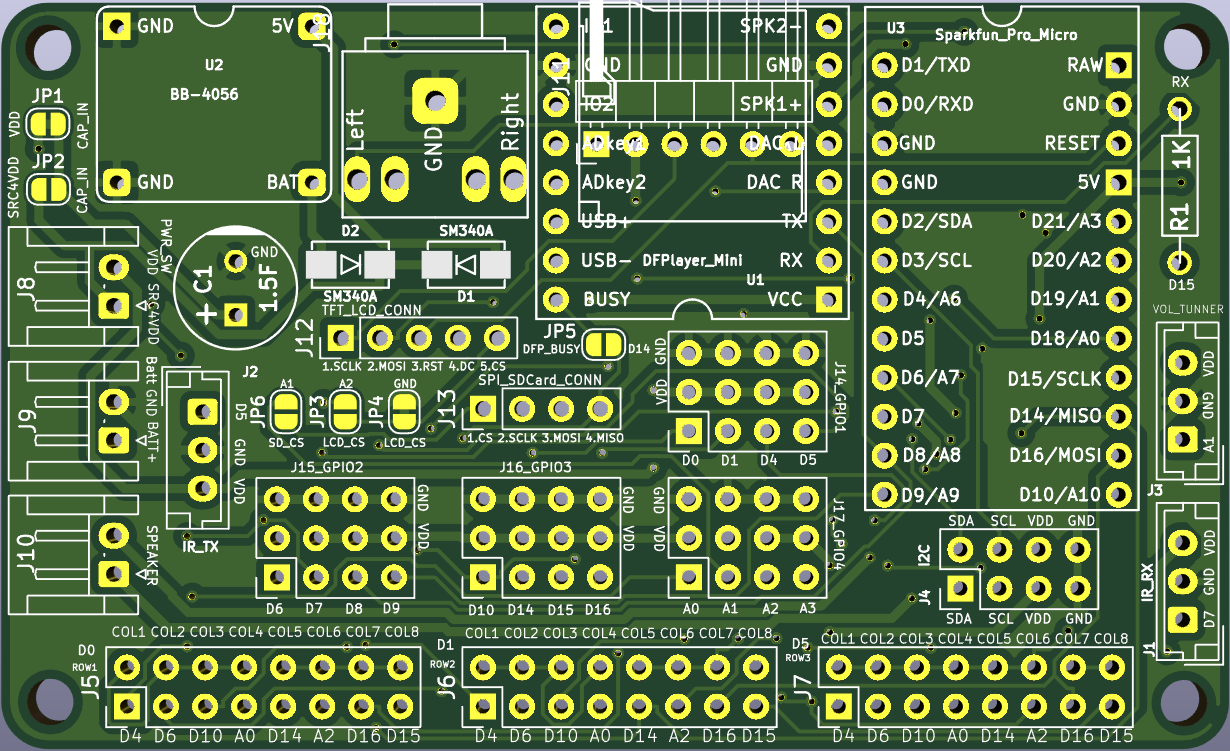 GND
5V
J18
U2
BB-4056
GND
BAT
JP1
VDD
CAP_IN
JP2
SRC4VDD
CAP_IN
Left
GND
Right
J11
IO1
GND
IO2
ADkey2
USB+
USB-
BUSY
SPK2-
GND
SPK1+
DAC R
TX
RX
VCC
DFPlayer_Mini
U1
U3
Sparkfun_Pro_Micro
D1/TXD
D0/RXD
GND
GND
D2/SDA
D3/SCL
D4/A6
D5
D6/A7
D7
D8/A8
D9/A9
RAW
GND
RESET
5V
D21/A3
D20/A2
D19/A1
D18/A0
D15/SCLK
D14/MISO
D16/MOSI
D10/A10
RX
1K
R1
D15
VOL_TUNNER
VDD
GND
A1
J3
PWR_SW
J8
VDD SRC4VDD
GND
+ C1
1.5F
D2
SM340A
SM340A
D1
TFT_LCD_CONN
J12
1.SCLK 2.MOSI 3.RST 4.DC 5.CS
JP5
DFP_BUSY
D14
J9
Batt GND BATT+
J2
D5
GND
VDD
IR_TX
JP6
A1
SD_CS
JP3
A2
LCD_CS
JP4
GND
LCD_CS
SPI_SDCard_CONN
J13
1.CS 2.SCLK 3.MOSI 4.MISO
GND
VDD
J14_GPIO1
D0 D1 D4 D5
J10
SPEAKER
J15_GPIO2
GND
VDD
D6 D7 D8 D9
J16_GPIO3
GND
VDD
D10 D14 D15 D16
GND
VDD
J17_GPIO4
A0 A1 A2 A3
SDA SCL VDD GND
I2C
J4
SDA SCL VDD GND
VDD
GND
D7
IR_RX
J1
COL1 COL2 COL3 COL4 COL5 COL6 COL7 COL8
D0
ROW1
J5
D4 D6 D10 A0 D14 A2 D16 D15
COL1 COL2 COL3 COL4 COL5 COL6 COL7 COL8
D1
ROW2
J6
D4 D6 D10 A0 D14 A2 D16 D15
COL1 COL2 COL3 COL4 COL5 COL6 COL7 COL8
D5
ROW3
J7
D4 D6 D10 A0 D14 A2 D16 D15